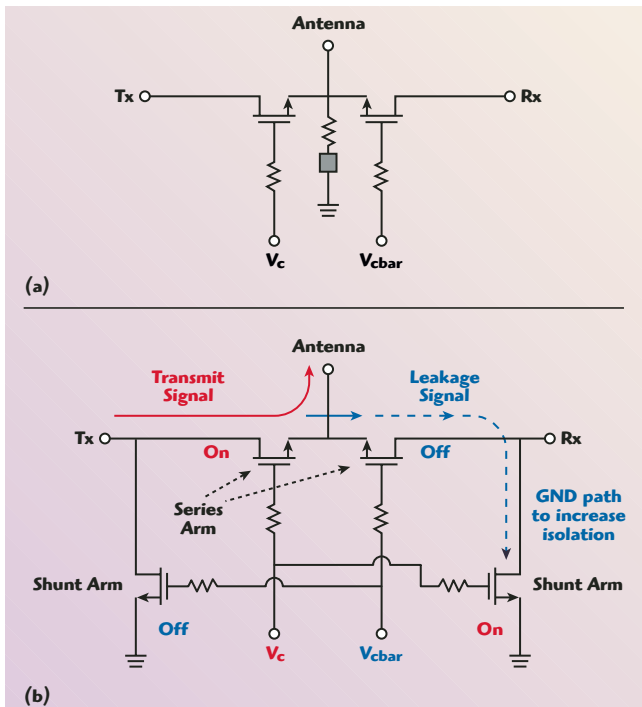 Antenna
Tx
Rx
Vc
Vcbar
(a)
Antenna
Transmit
Signal
Leakage
Signal
Tx
Rx
On
Off
Series
Arm
GND path
to increase
isolation
Shunt Arm
Shunt Arm
Off
On
Vc
Vcbar
(b)